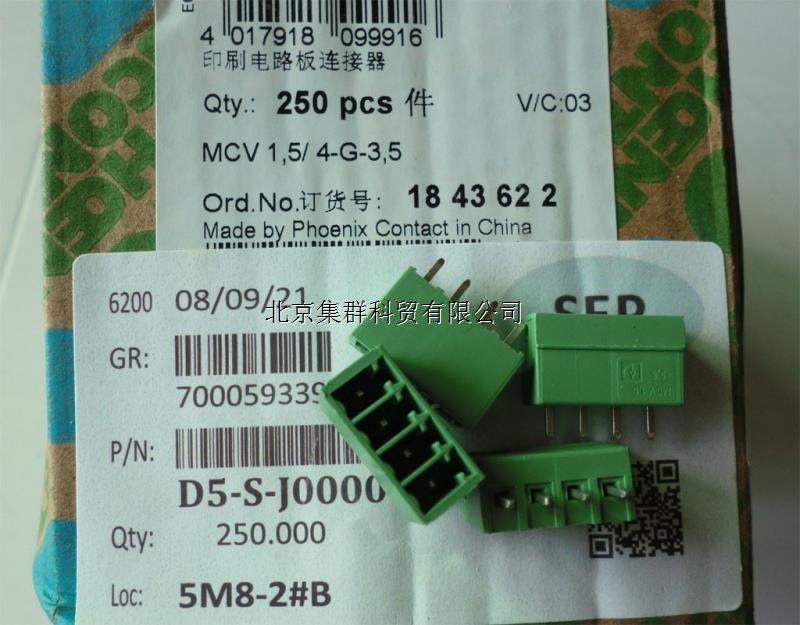 4 017918 099916
印刷电路板连接器
Qty.: 250 pcs 件 V/C:03
MCV 1,5/ 4-G-3,5
Ord.No.订货号: 18 43 62 2
Made by Phoenix Contact in China
6200 08/09/21
北京集群科贸有限公司
SEP
GR:
700059339
P/N:
D5-S-J0000
Qty: 250.000
Loc: 5M8-2#B